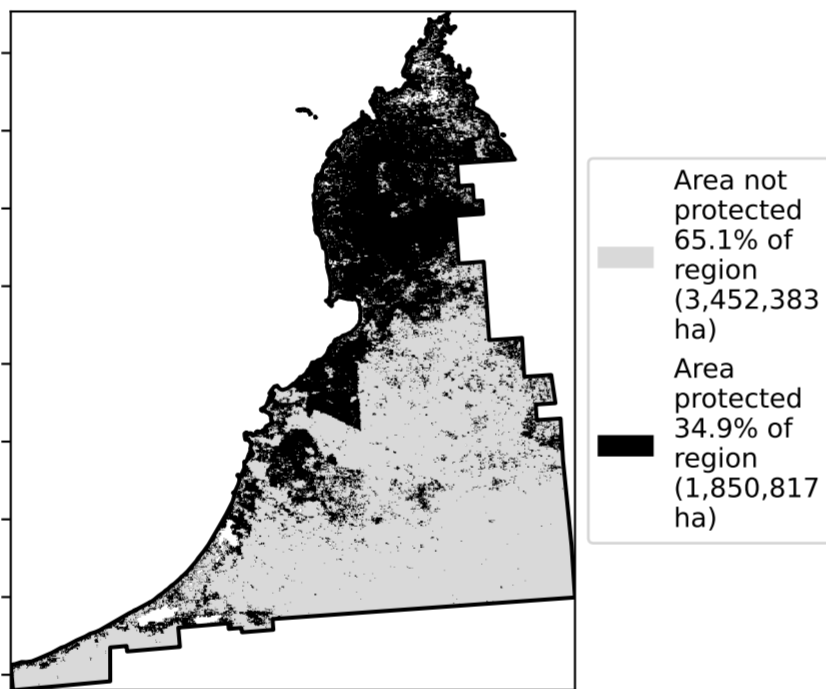 Area not
protected
65.1% of
region
(3,452,383
ha)
Area
protected
34.9% of
region
(1,850,817
ha)